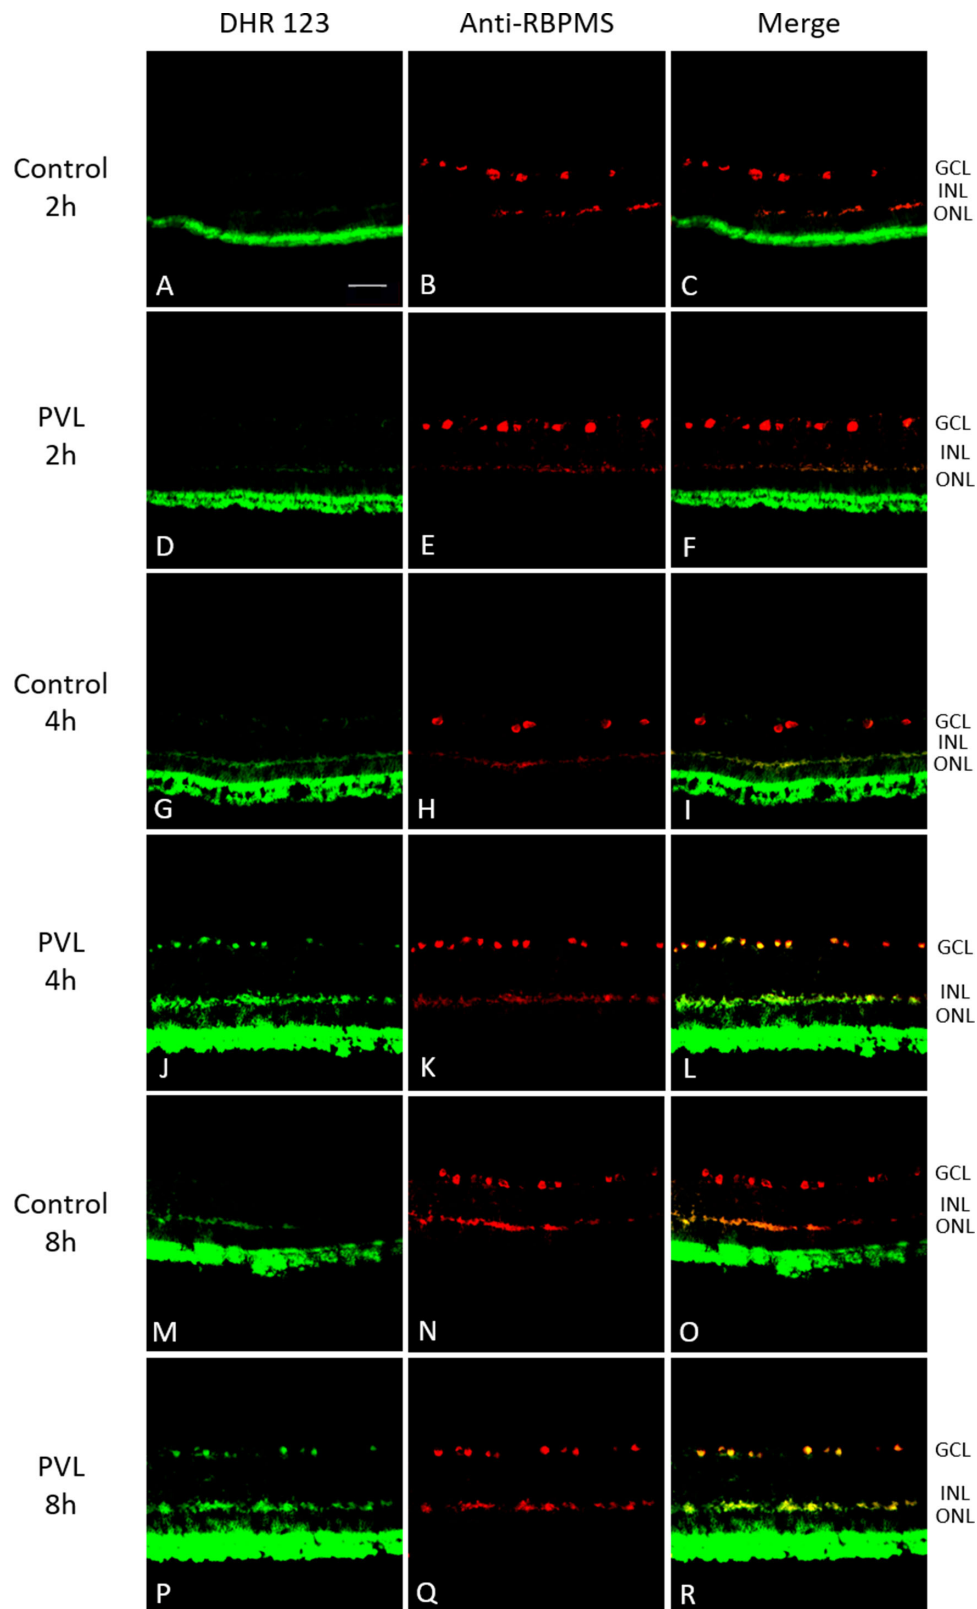 DHR 123 Anti-RBPMS Merge
Control
2h
A B C
GCL
INL
ONL
PVL
2h
D E F
GCL
INL
ONL
Control
4h
G H I
GCL
INL
ONL
PVL
4h
J K L
GCL
INL
ONL
Control
8h
M N O
GCL
INL
ONL
PVL
8h
P Q R
GCL
INL
ONL